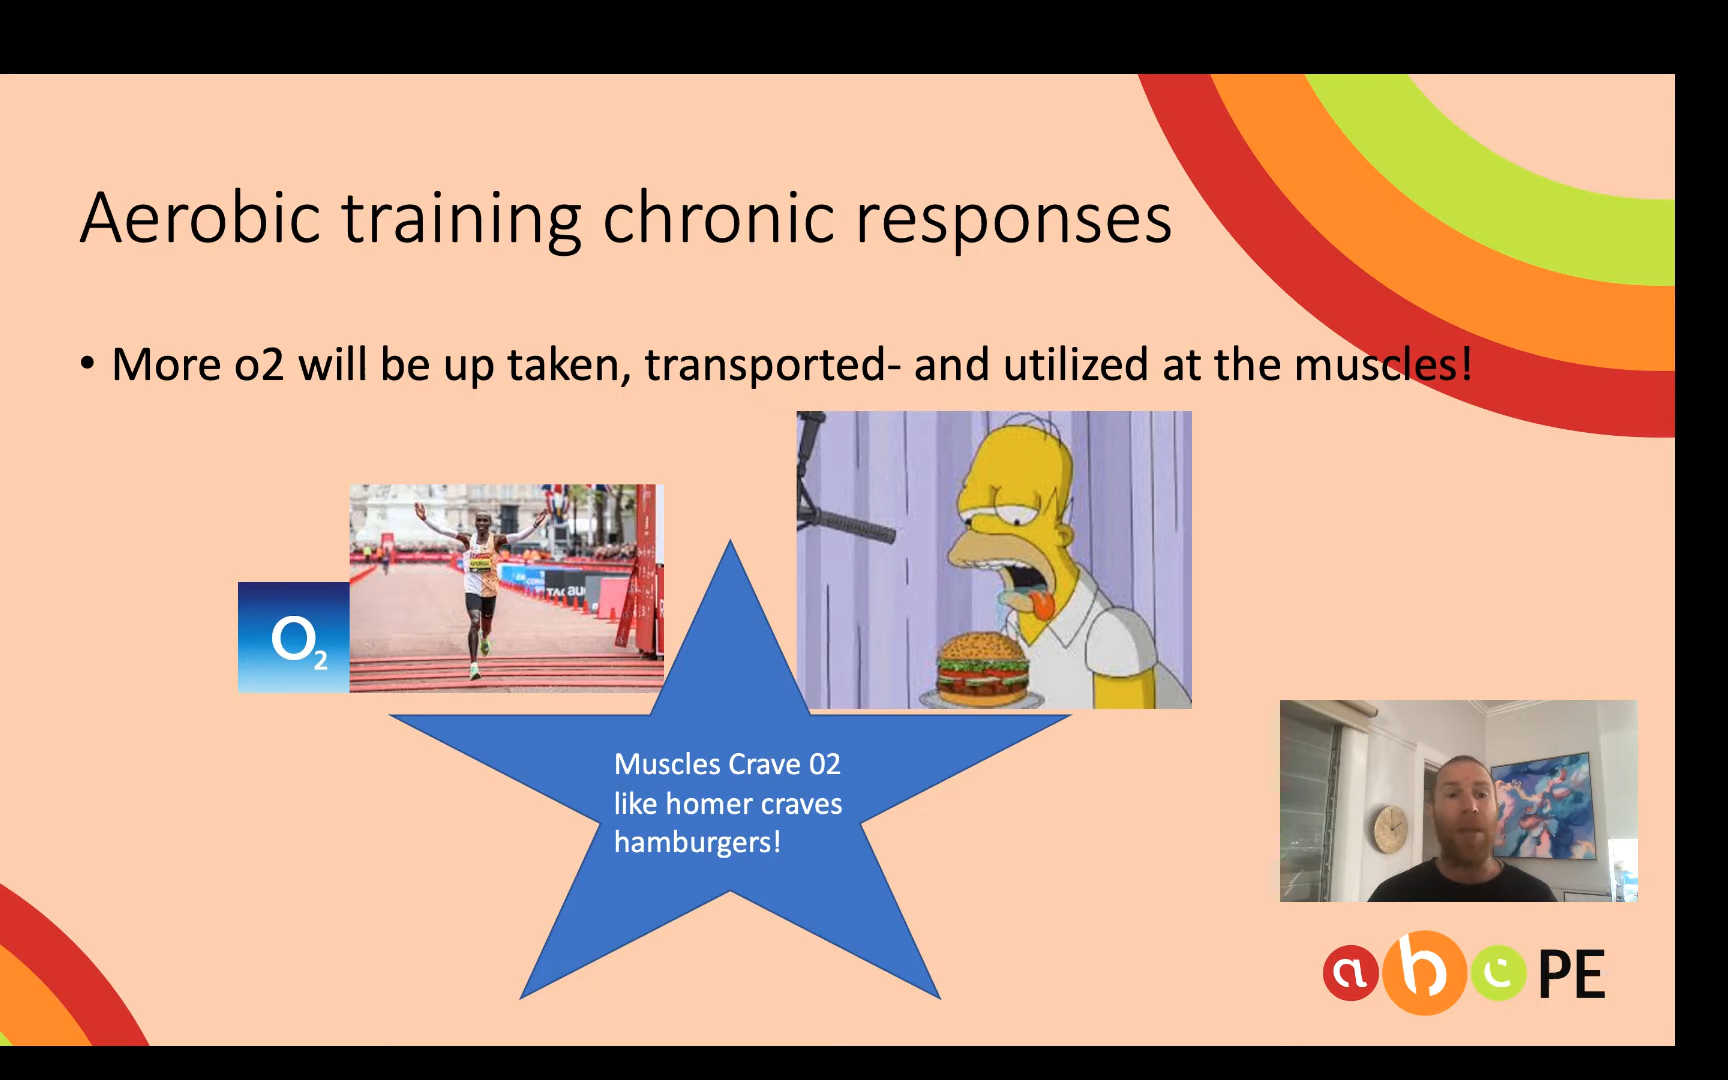 Aerobic training chronic responses
• More o2 will be up taken, transported- and utilized at the muscles!
O2
Muscles Crave 02
like homer craves
hamburgers!
abc PE